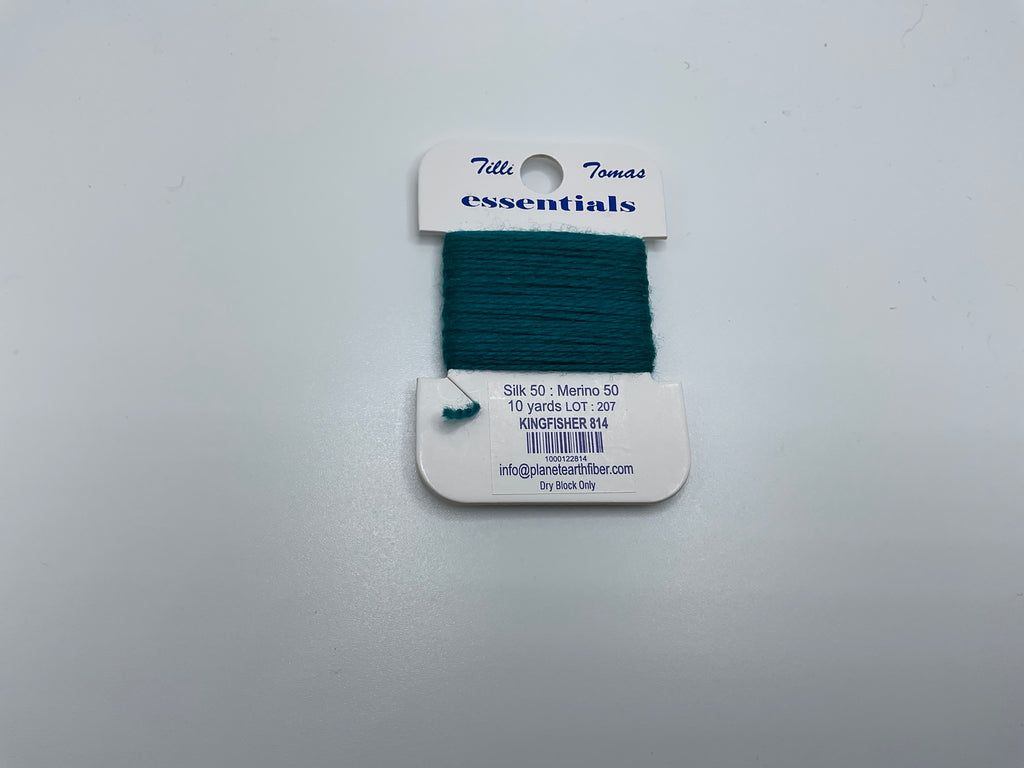 Tilli Tomas
essentials
Silk 50 : Merino 50
10 yards LOT : 207
KINGFISHER 814
1000122814
info@planetearthfiber.com
Dry Block Only